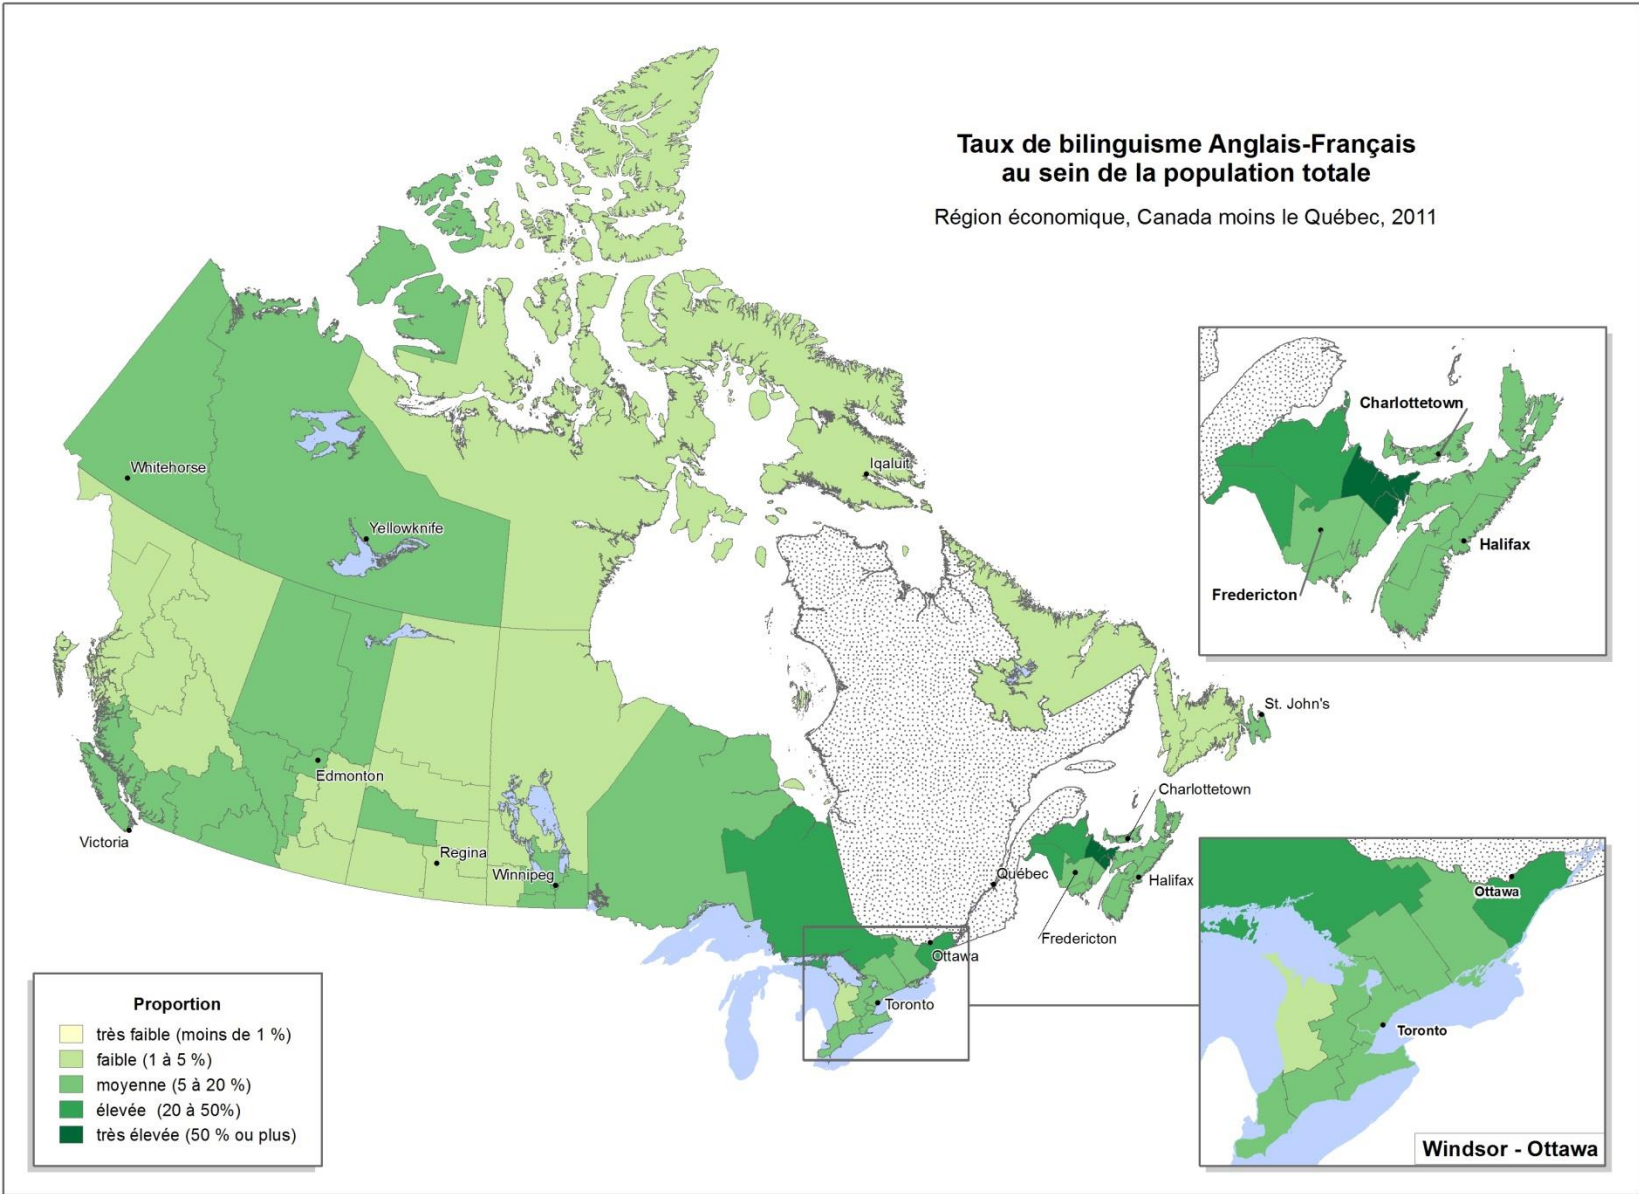 Taux de bilinguisme Anglais-Français
au sein de la population totale
Région économique, Canada moins le Québec, 2011
Whitehorse
Yellowknife
Iqaluit
Edmonton
Victoria
Regina
Winnipeg
St. John's
Charlottetown
Québec
Halifax
Fredericton
Ottawa
Toronto
Charlottetown
Halifax
Fredericton
Ottawa
Toronto
Windsor - Ottawa
Proportion
très faible (moins de 1 %)
faible (1 à 5 %)
moyenne (5 à 20 %)
élevée (20 à 50%)
très élevée (50 % ou plus)